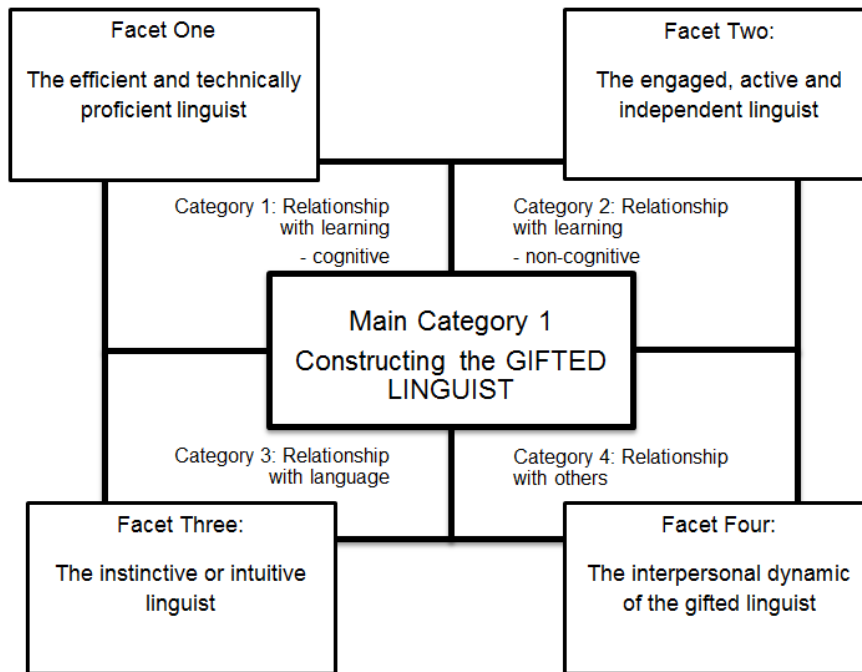 Facet One
The efficient and technically
proficient linguist
Facet Two:
The engaged, active and
independent linguist
Category 1: Relationship
with learning
- cognitive
Category 2: Relationship
with learning
- non-cognitive
Main Category 1
Constructing the GIFTED
LINGUIST
Category 3: Relationship
with language
Category 4: Relationship
with others
Facet Three:
The instinctive or intuitive
linguist
Facet Four:
The interpersonal dynamic
of the gifted linguist